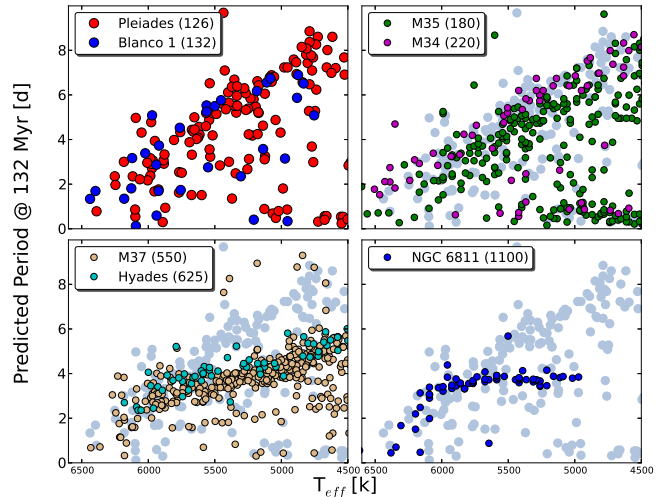 Pleiades (126)
Blanco 1 (132)
M35 (180)
M34 (220)
8
6
4
2
0
Predicted Period @ 132 Myr [d]
M37 (550)
Hyades (625)
NGC 6811 (1100)
8
6
4
2
0
6500 6000 5500 5000 4500 6500 6000 5500 5000 4500
T_eff [k]